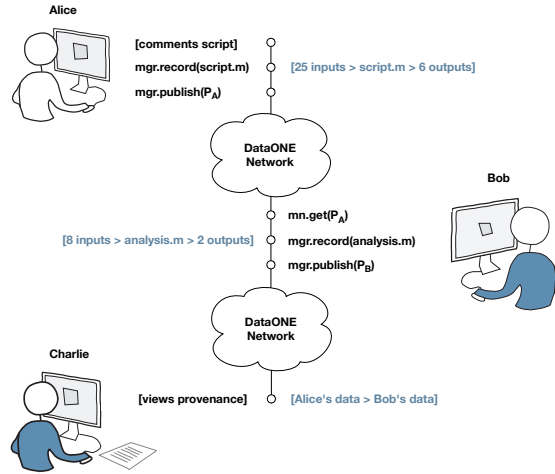 Alice
[comments script]
mgr.record(script.m) [25 inputs > script.m > 6 outputs]
mgr.publish(PA)
DataONE
Network
Bob
mn.get(PA)
[8 inputs > analysis.m > 2 outputs] mgr.record(analysis.m)
mgr.publish(PB)
DataONE
Network
Charlie
[views provenance] [Alice's data > Bob's data]